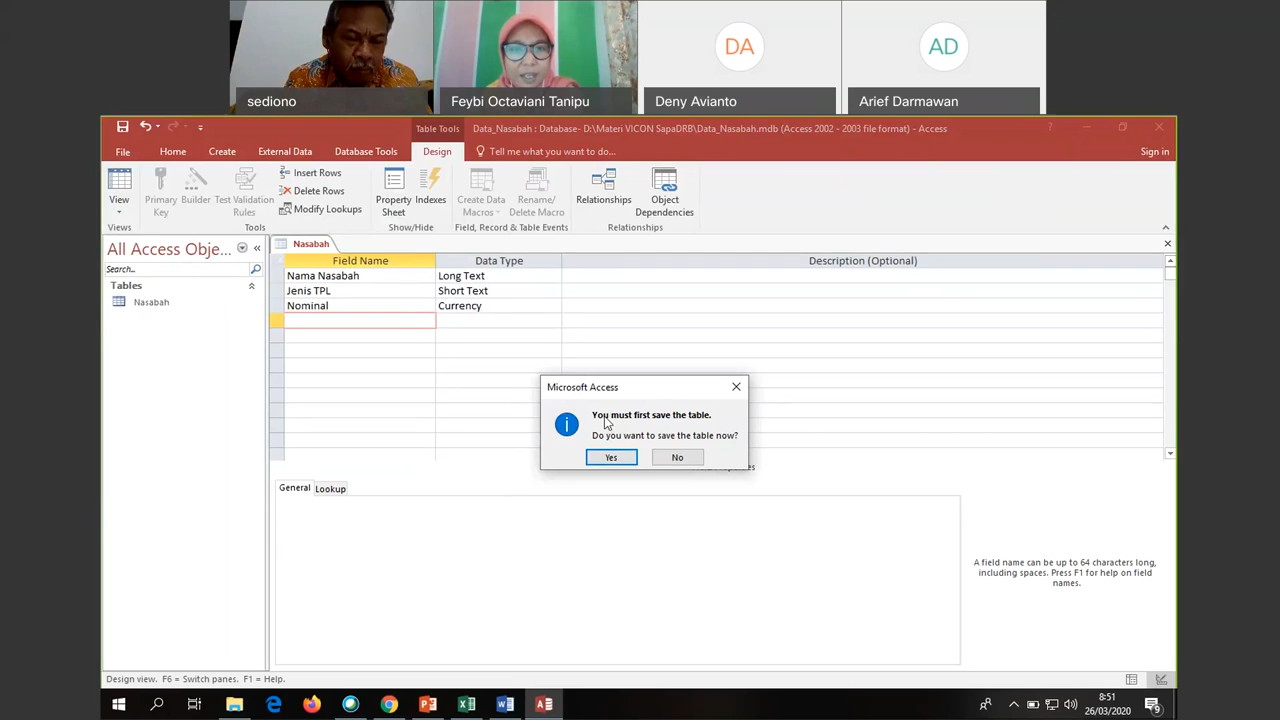 DA
AD
sediono
Feybi Octaviani Tanipu
Deny Avianto
Arief Darmawan
Table Tools
Data_Nasabah : Database- D:\Materi VICON SapaDRB\Data_Nasabah.mdb (Access 2002 - 2003 file format) - Access
?
File
Home
Create
External Data
Database Tools
Design
Tell me what you want to do...
Sign in
View
Primary Key
Builder
Test Validation Rules
Insert Rows
Delete Rows
Modify Lookups
Property Sheet
Indexes
Create Data Macros
Rename/ Delete Macro
Relationships
Object Dependencies
Views
Tools
Show/Hide
Field, Record & Table Events
Relationships
All Access Obje...
Nasabah
Search...
Tables
Nasabah
Field Name
Data Type
Description (Optional)
Nama Nasabah
Long Text
Jenis TPL
Short Text
Nominal
Currency
Microsoft Access
You must first save the table.
Do you want to save the table now?
Yes
No
General
Lookup
A field name can be up to 64 characters long,
including spaces. Press F1 for help on field
names.
Design view. F6 = Switch panes. F1 = Help.
8:51
26/03/2020
9